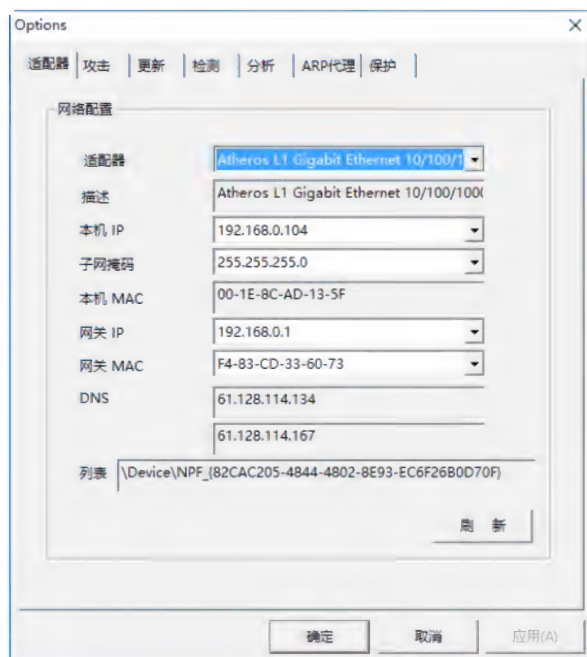 Options
适配器 攻击 更新 检测 分析 ARP代理 保护
网络配置
适配器 Atheros L1 Gigabit Ethernet 10/100/1
描述 Atheros L1 Gigabit Ethernet 10/100/100(
本机 IP 192.168.0.104
子网掩码 255.255.255.0
本机 MAC 00-1E-8C-AD-13-5F
网关 IP 192.168.0.1
网关 MAC F4-83-CD-33-60-73
DNS 61.128.114.134
61.128.114.167
列表 \Device\NPF_{82CAC205-4844-4802-8E93-EC6F26B0D70F}
刷 新
确定 取消 应用(A)